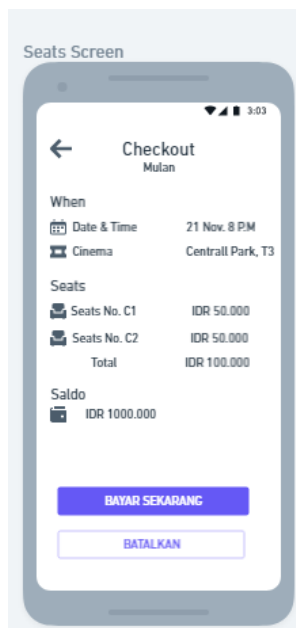 Seats Screen
3:03
Checkout
Mulan
When
Date & Time 21 Nov. 8 P.M
Cinema Centrall Park, T3
Seats
Seats No. C1 IDR 50.000
Seats No. C2 IDR 50.000
Total IDR 100.000
Saldo
IDR 1000.000
BAYAR SEKARANG
BATALKAN